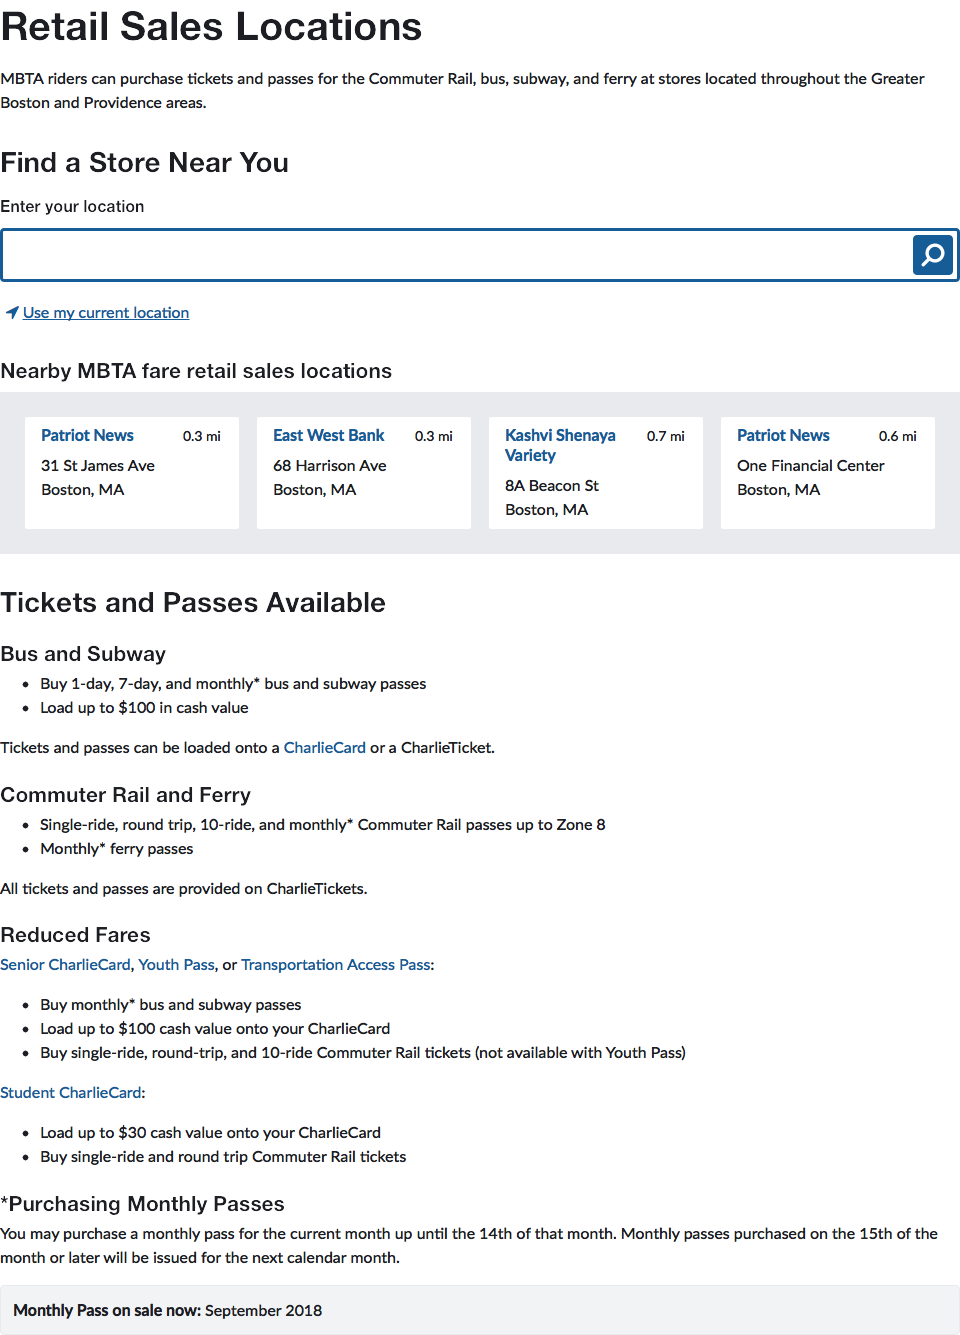 Retail Sales Locations
MBTA riders can purchase tickets and passes for the Commuter Rail, bus, subway, and ferry at stores located throughout the Greater
Boston and Providence areas.
Find a Store Near You
Enter your location
Use my current location
Nearby MBTA fare retail sales locations
Patriot News 0.3 mi
31 St James Ave
Boston, MA
East West Bank 0.3 mi
68 Harrison Ave
Boston, MA
Kashvi Shenaya 0.7 mi
Variety
8A Beacon St
Boston, MA
Patriot News 0.6 mi
One Financial Center
Boston, MA
Tickets and Passes Available
Bus and Subway
• Buy 1-day, 7-day, and monthly* bus and subway passes
• Load up to $100 in cash value
Tickets and passes can be loaded onto a CharlieCard or a CharlieTicket.
Commuter Rail and Ferry
• Single-ride, round trip, 10-ride, and monthly* Commuter Rail passes up to Zone 8
• Monthly* ferry passes
All tickets and passes are provided on CharlieTickets.
Reduced Fares
Senior CharlieCard, Youth Pass, or Transportation Access Pass:
• Buy monthly* bus and subway passes
• Load up to $100 cash value onto your CharlieCard
• Buy single-ride, round-trip, and 10-ride Commuter Rail tickets (not available with Youth Pass)
Student CharlieCard:
• Load up to $30 cash value onto your CharlieCard
• Buy single-ride and round trip Commuter Rail tickets
*Purchasing Monthly Passes
You may purchase a monthly pass for the current month up until the 14th of that month. Monthly passes purchased on the 15th of the
month or later will be issued for the next calendar month.
Monthly Pass on sale now: September 2018